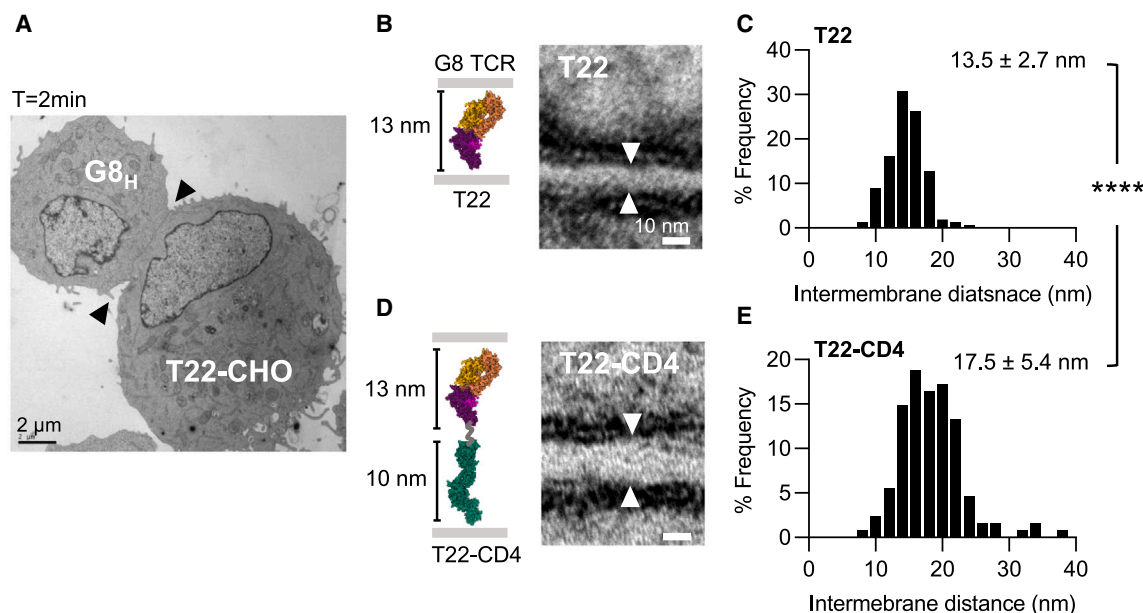 A
T=2min
G8H
T22-CHO
2 µm
2 µm
B
G8 TCR
13 nm
T22
T22
10 nm
C
T22
13.5 ± 2.7 nm
% Frequency
40
30
20
10
0
0 10 20 30 40
Intermembrane diatsnace (nm)
****
D
13 nm
10 nm
T22-CD4
T22-CD4
E
T22-CD4
17.5 ± 5.4 nm
% Frequency
20
15
10
5
0
0 10 20 30 40
Intermembrane distance (nm)